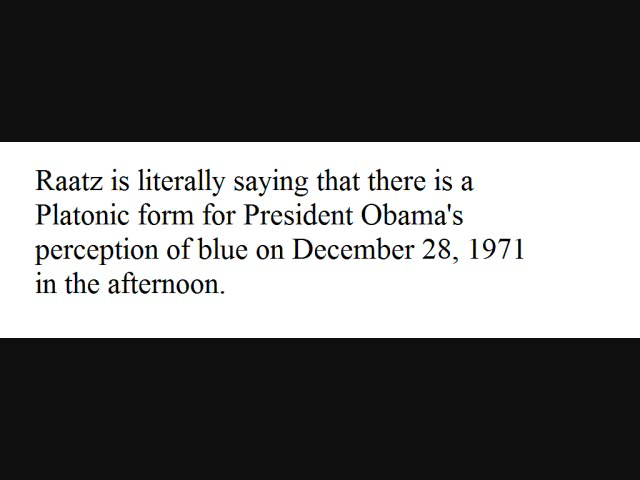 Raatz is literally saying that there is a
Platonic form for President Obama's
perception of blue on December 28, 1971
in the afternoon.